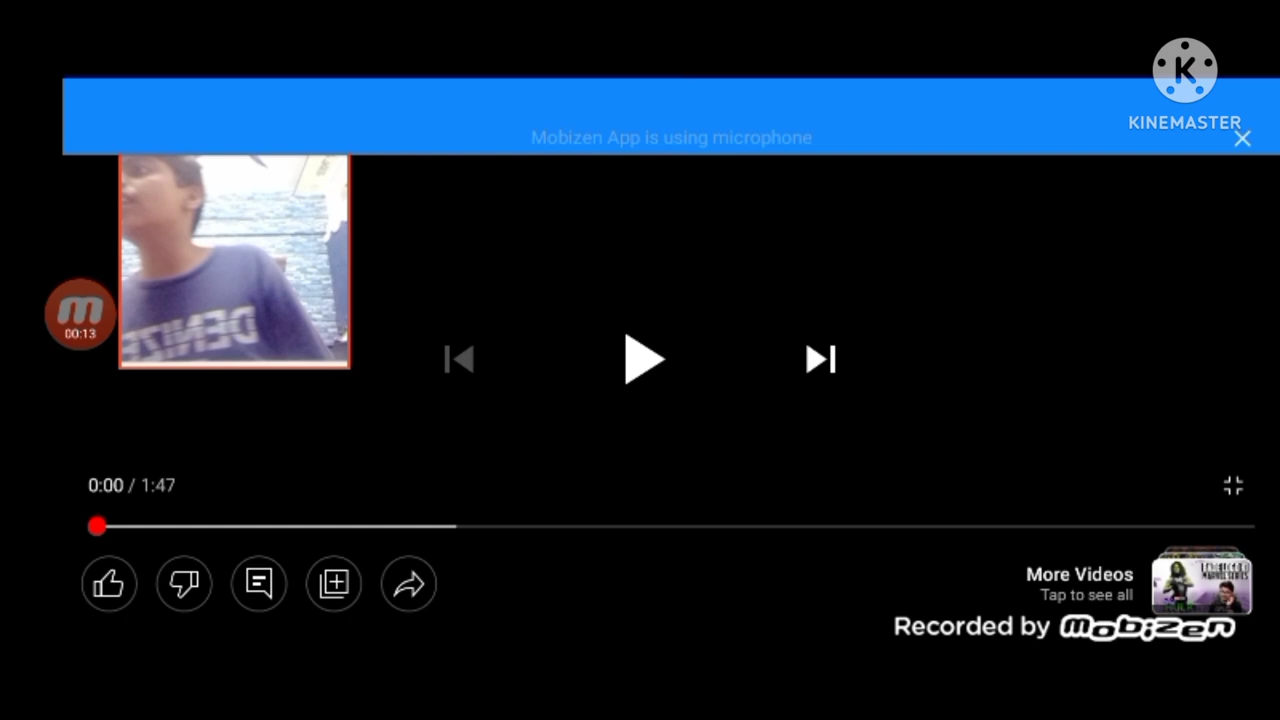 KINEMASTER
Mobizen App is using microphone
00:13
DENIZE
0:00 / 1:47
More Videos
Tap to see all
Recorded by mobizen